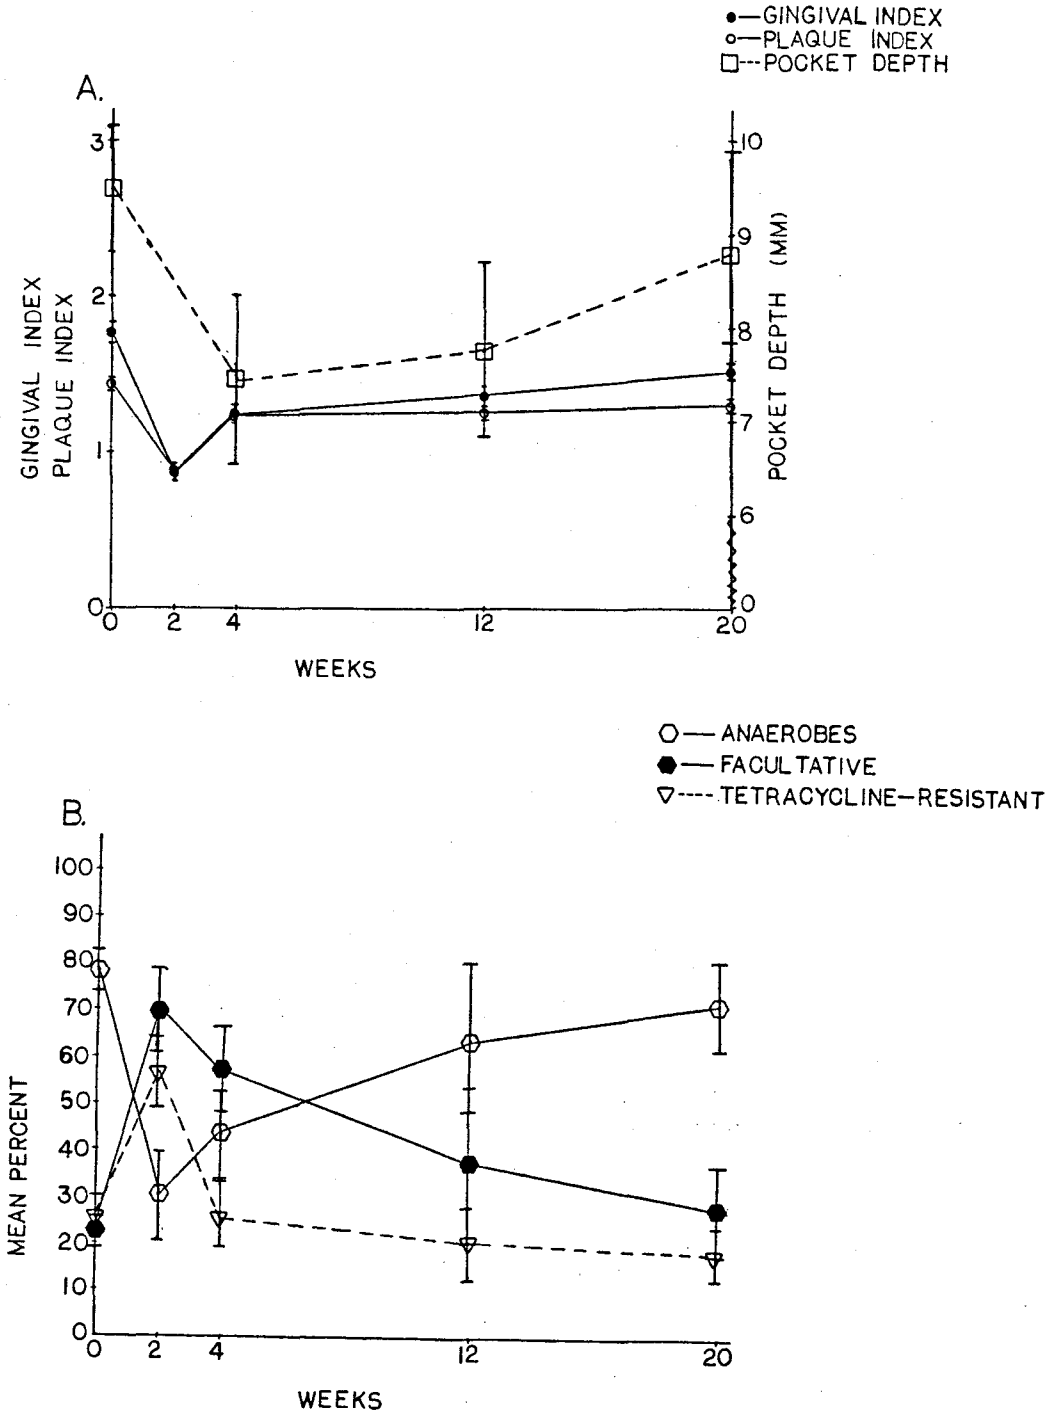 GINGIVAL INDEX
PLAQUE INDEX
POCKET DEPTH
A.
3
2
1
0
GINGIVAL INDEX
PLAQUE INDEX
10
9
8
7
6
0
POCKET DEPTH (MM)
0 2 4 12 20
WEEKS
ANAEROBES
FACULTATIVE
TETRACYCLINE-RESISTANT
B.
100
90
80
70
60
50
40
30
20
10
0
MEAN PERCENT
0 2 4 12 20
WEEKS